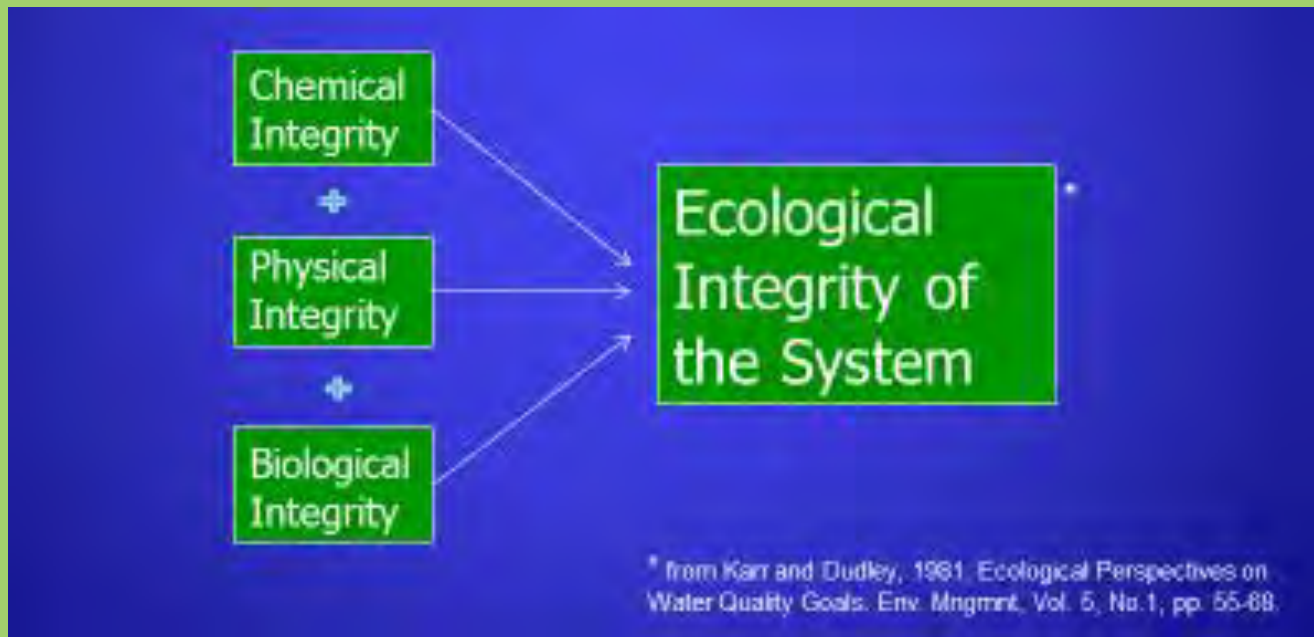 Chemical
Integrity
+
Physical
Integrity
+
Biological
Integrity
Ecological
Integrity of
the System
*
* from Karr and Dudley, 1981. Ecological Perspectives on
Water Quality Goals. Env. Mngmnt, Vol. 5, No.1, pp. 55-68.